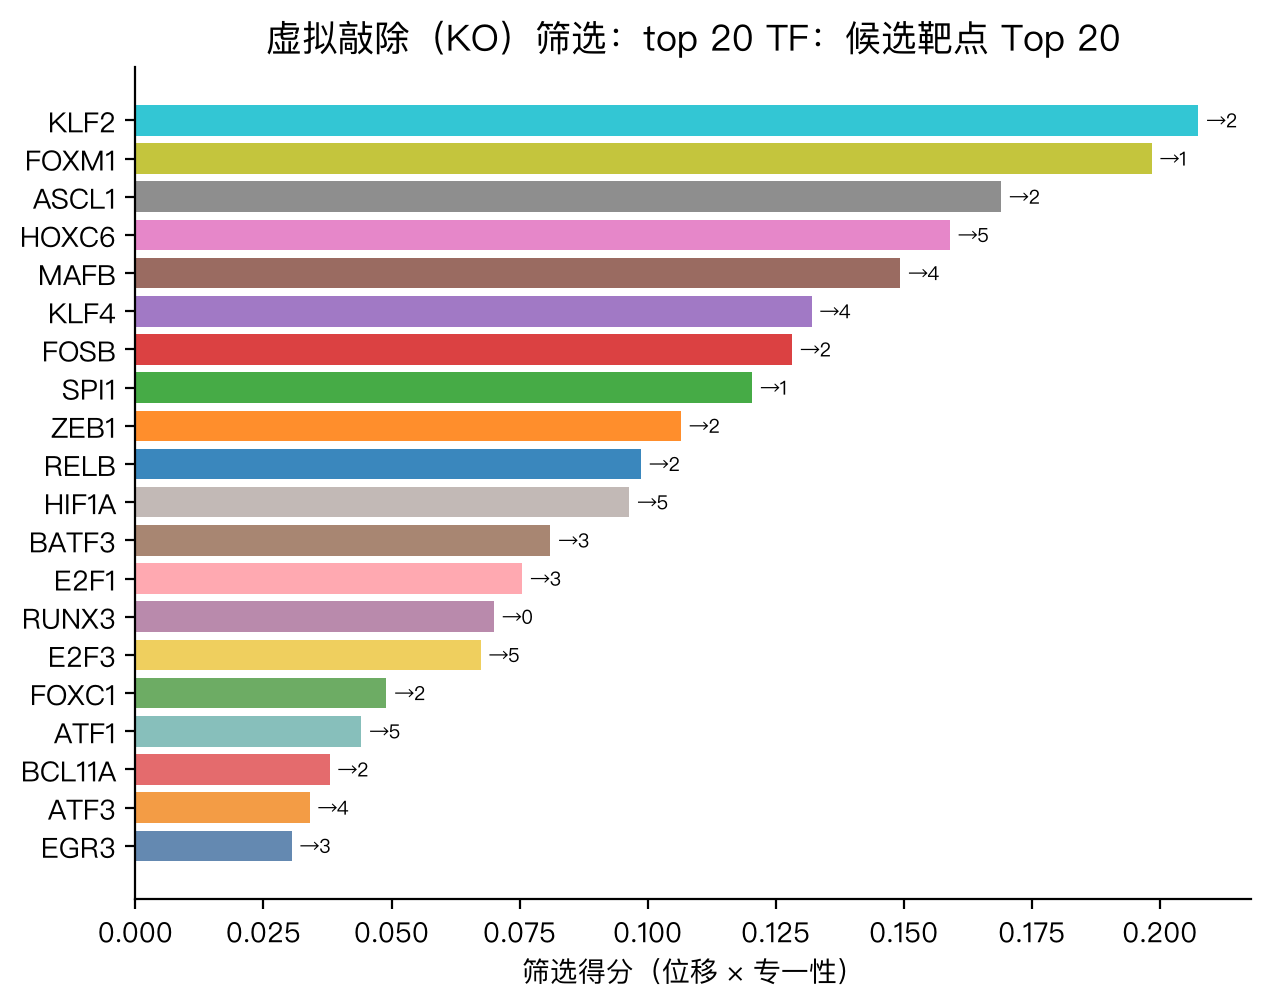 虚拟敲除（KO）筛选：top 20 TF：候选靶点 Top 20
KLF2 →2
FOXM1 →1
ASCL1 →2
HOXC6 →5
MAFB →4
KLF4 →4
FOSB →2
SPI1 →1
ZEB1 →2
RELB →2
HIF1A →5
BATF3 →3
E2F1 →3
RUNX3 →0
E2F3 →5
FOXC1 →2
ATF1 →5
BCL11A →2
ATF3 →4
EGR3 →3
0.000 0.025 0.050 0.075 0.100 0.125 0.150 0.175 0.200
筛选得分（位移 × 专一性）